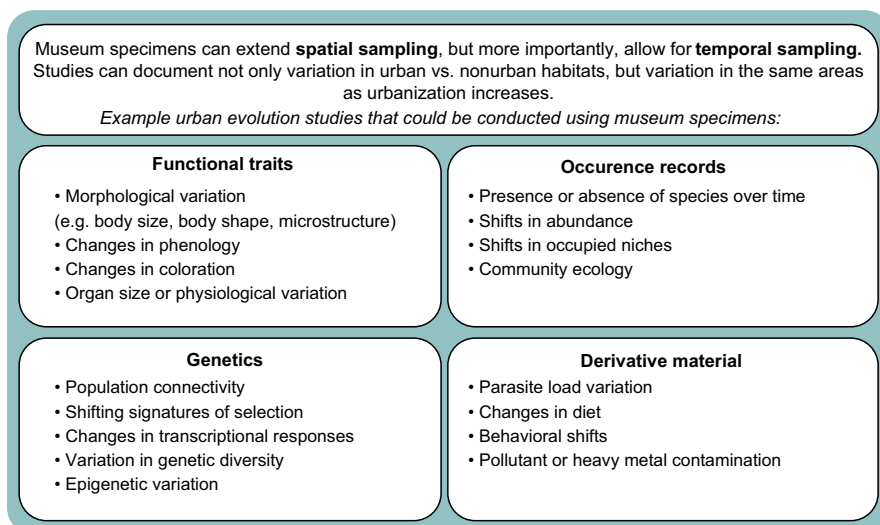 Museum specimens can extend spatial sampling, but more importantly, allow for temporal sampling.
Studies can document not only variation in urban vs. nonurban habitats, but variation in the same areas
as urbanization increases.
Example urban evolution studies that could be conducted using museum specimens:
Functional traits
• Morphological variation
(e.g. body size, body shape, microstructure)
• Changes in phenology
• Changes in coloration
• Organ size or physiological variation
Occurence records
• Presence or absence of species over time
• Shifts in abundance
• Shifts in occupied niches
• Community ecology
Genetics
• Population connectivity
• Shifting signatures of selection
• Changes in transcriptional responses
• Variation in genetic diversity
• Epigenetic variation
Derivative material
• Parasite load variation
• Changes in diet
• Behavioral shifts
• Pollutant or heavy metal contamination